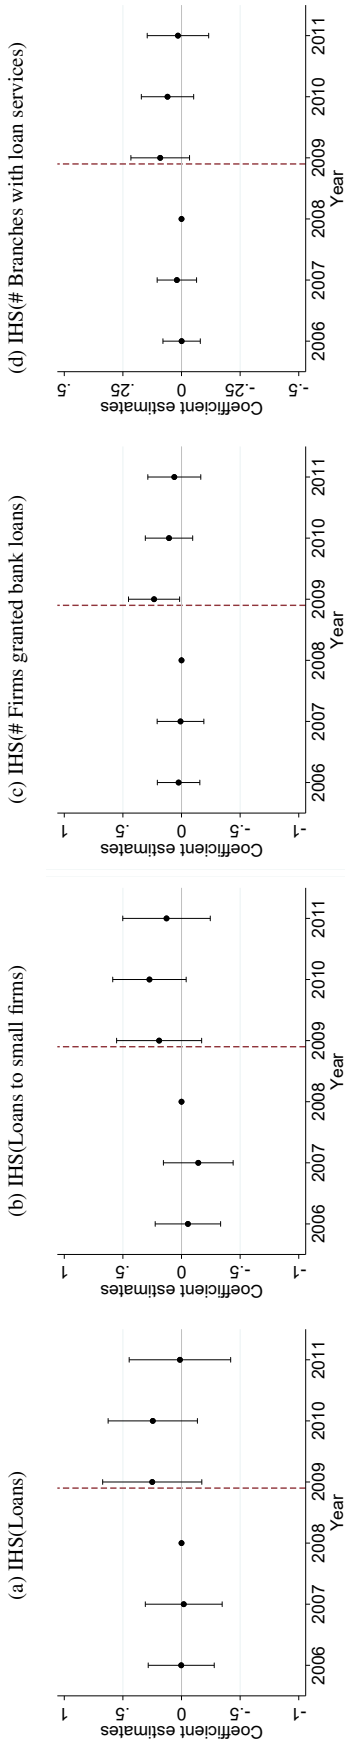 (a) IHS(Loans)
Coefficient estimates
1
.5
0
-.5
-1
2006 2007 2008 2009 2010 2011
Year
(b) IHS(Loans to small firms)
Coefficient estimates
1
.5
0
-.5
-1
2006 2007 2008 2009 2010 2011
Year
(c) IHS(# Firms granted bank loans)
Coefficient estimates
1
.5
0
-.5
-1
2006 2007 2008 2009 2010 2011
Year
(d) IHS(# Branches with loan services)
Coefficient estimates
.5
.25
0
-.25
-.5
2006 2007 2008 2009 2010 2011
Year